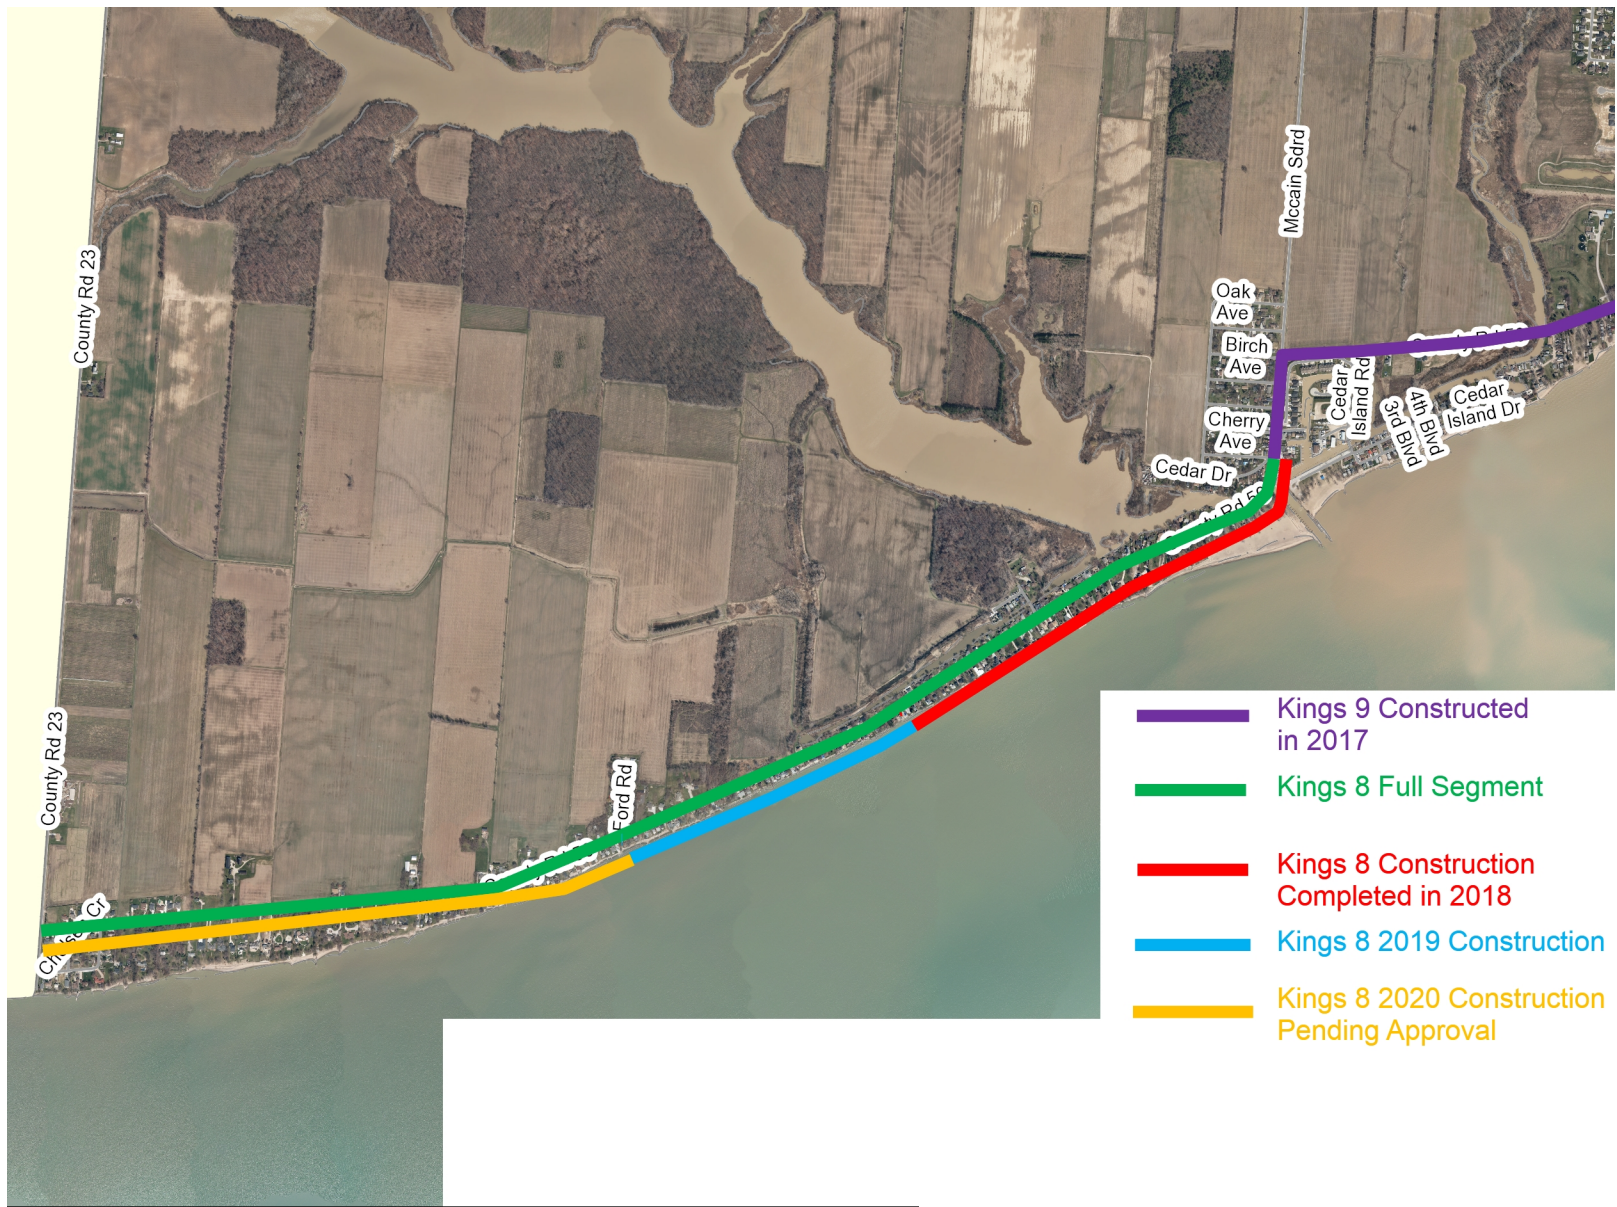 Mccain Sdrd
County Rd 23
Oak
Ave
Birch
Ave
Cedar
Island Rd
Cherry
Ave
3rd Blvd
4th Blvd
Cedar
Island Dr
Cedar Dr
Rd
County Rd 23
Ford Rd
Cr
Kings 9 Constructed
in 2017
Kings 8 Full Segment
Kings 8 Construction
Completed in 2018
Kings 8 2019 Construction
Kings 8 2020 Construction
Pending Approval